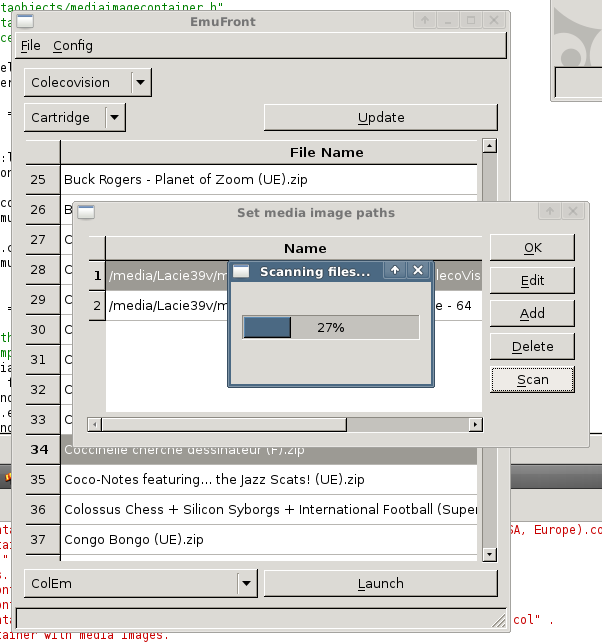 taobjects/mediaimagecontainer.h"
EmuFront
File Config
Colecovision
Cartridge
Update
File Name
25 Buck Rogers - Planet of Zoom (UE).zip
26 B
Set media image paths
27 C
Name
OK
28 C
1 /media/Lacie39v/m
lecoVis
Scanning files...
Edit
29 C
2 /media/Lacie39v/m
e - 64
27%
Add
30 C
Delete
31 C
32 C
Scan
33 C
34 Coccinelle cherche dessinateur (F).zip
35 Coco-Notes featuring... the Jazz Scats! (UE).zip
36 Colossus Chess + Silicon Syborgs + International Football (Super
SA, Europe).co
37 Congo Bongo (UE).zip
ColEm
Launch
col" .
tainer with media images.